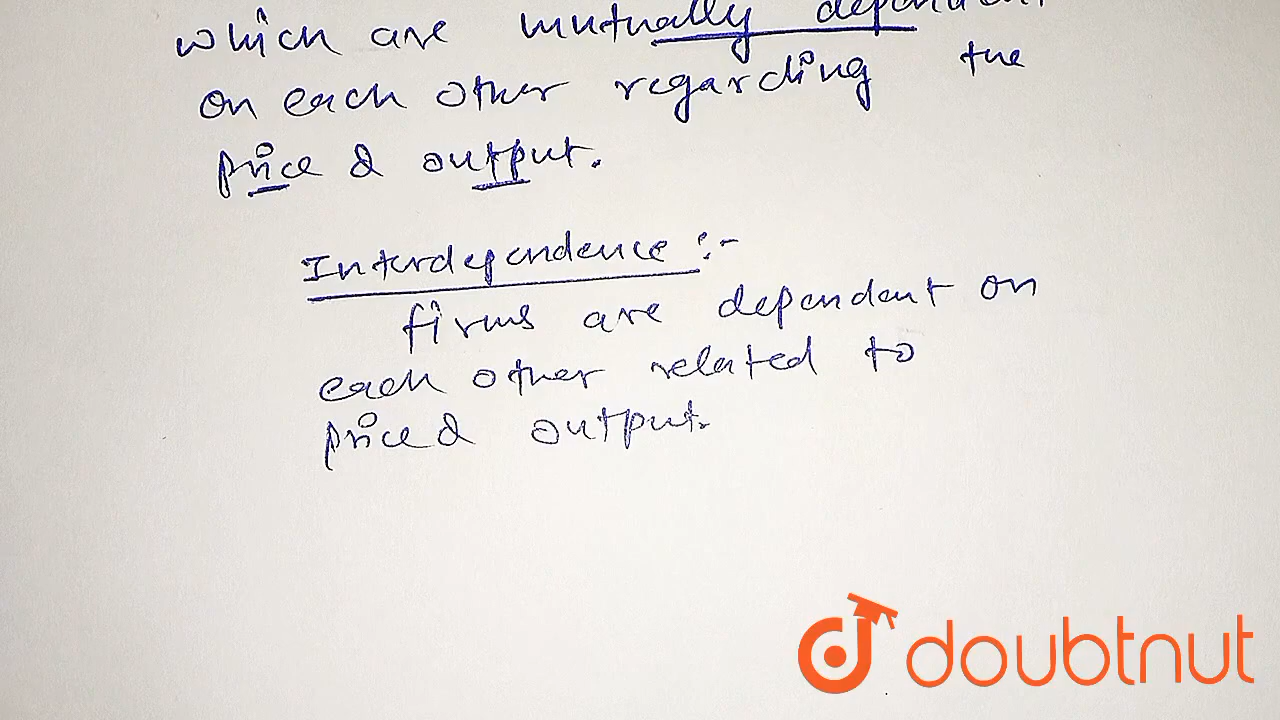 which are mutually dependent
on each other regarding the
price & output.
Interdependence :-
firms are dependent on
each other related to
price & output.
doubtnut